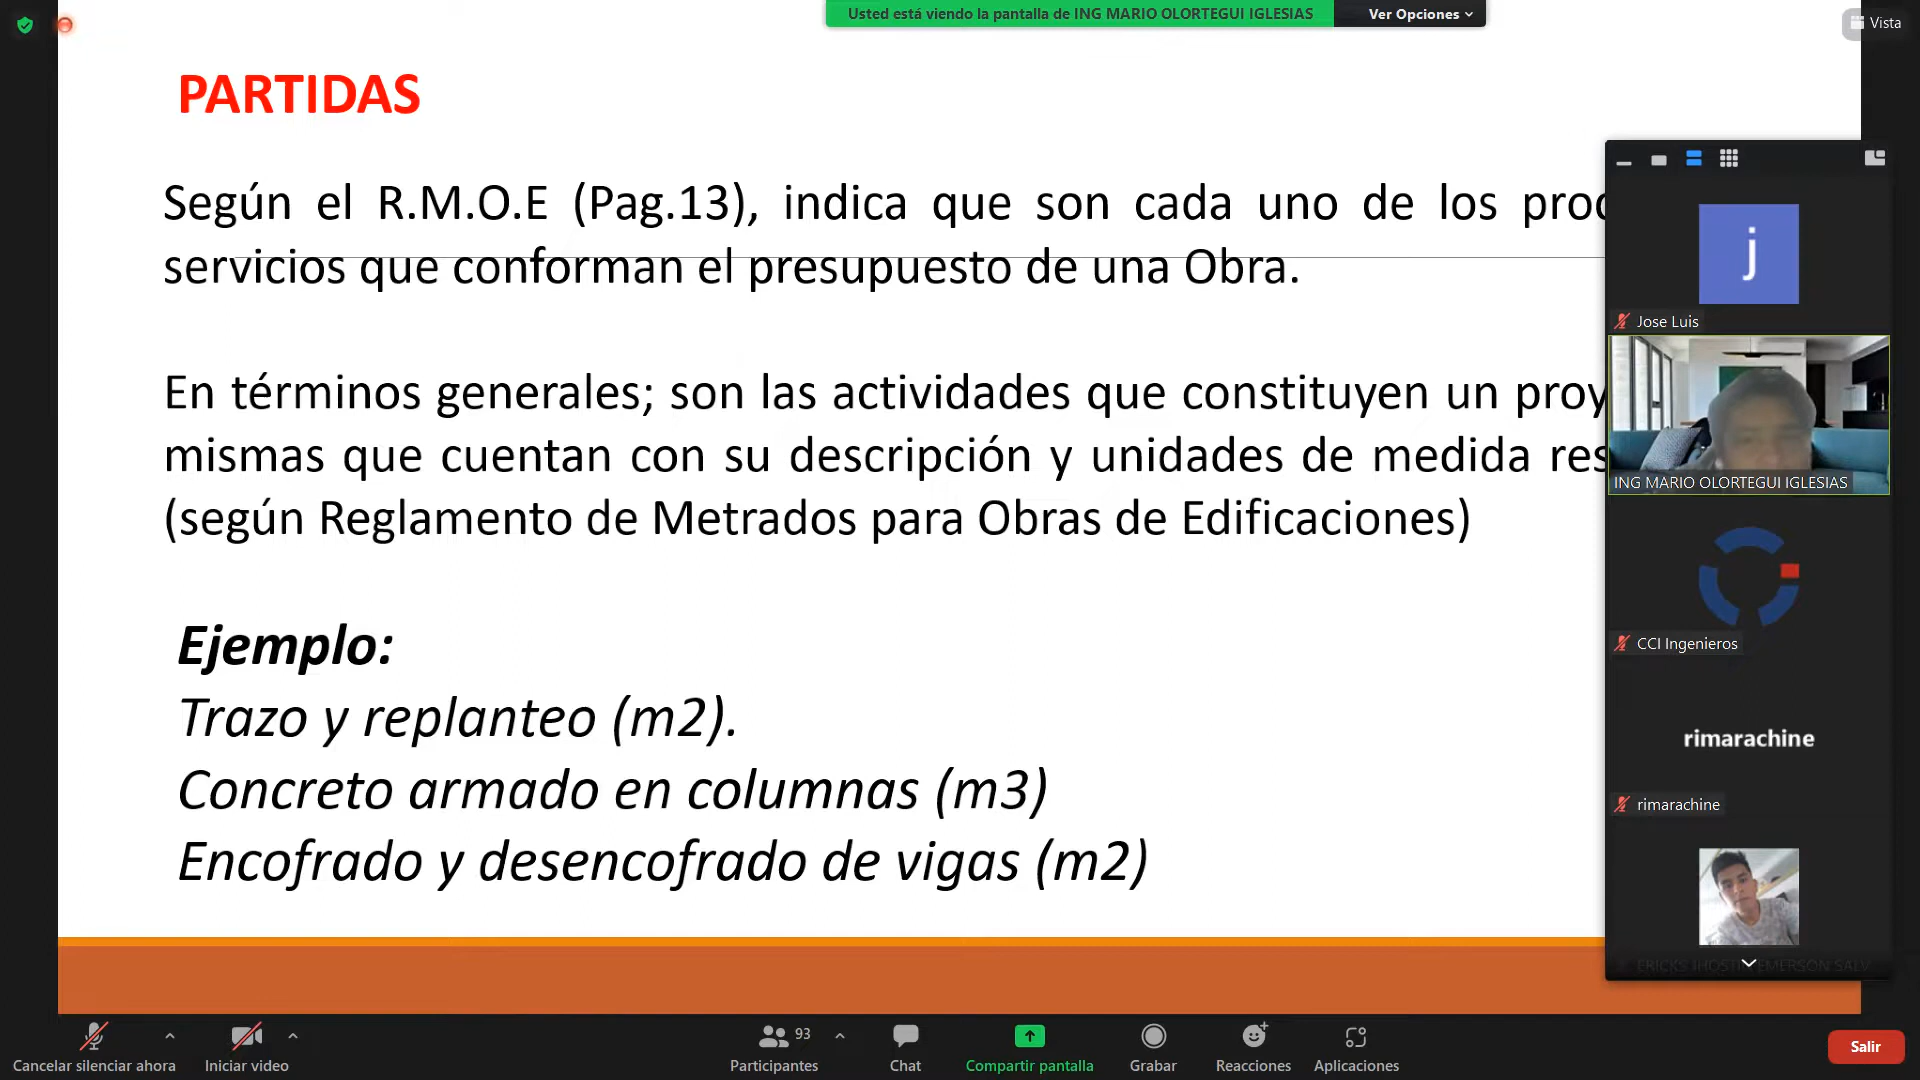 Usted está viendo la pantalla de ING MARIO OLORTEGUI IGLESIAS
Ver Opciones
Vista
PARTIDAS
Según el R.M.O.E (Pag.13), indica que son cada uno de los
servicios que conforman el presupuesto de una Obra.
En términos generales; son las actividades que constituyen un
mismas que cuentan con su descripción y unidades de medida
(según Reglamento de Metrados para Obras de Edificaciones)
Ejemplo:
Trazo y replanteo (m2).
Concreto armado en columnas (m3)
Encofrado y desencofrado de vigas (m2)
j
Jose Luis
ING MARIO OLORTEGUI IGLESIAS
CCI Ingenieros
rimarachine
rimarachine
Cancelar silenciar ahora
Iniciar video
93
Participantes
Chat
Compartir pantalla
Grabar
Reacciones
Aplicaciones
Salir